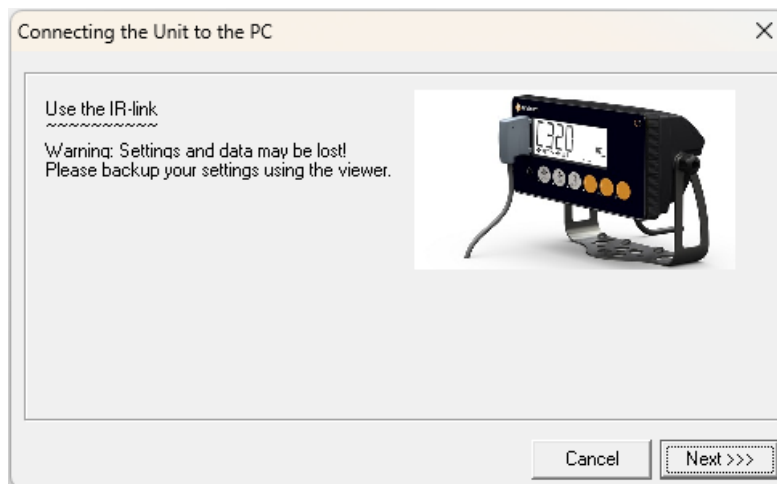 Connecting the Unit to the PC
Use the IR-link
~~~~~~~~~~
Warning: Settings and data may be lost!
Please backup your settings using the viewer.
C320
Cancel
Next >>>